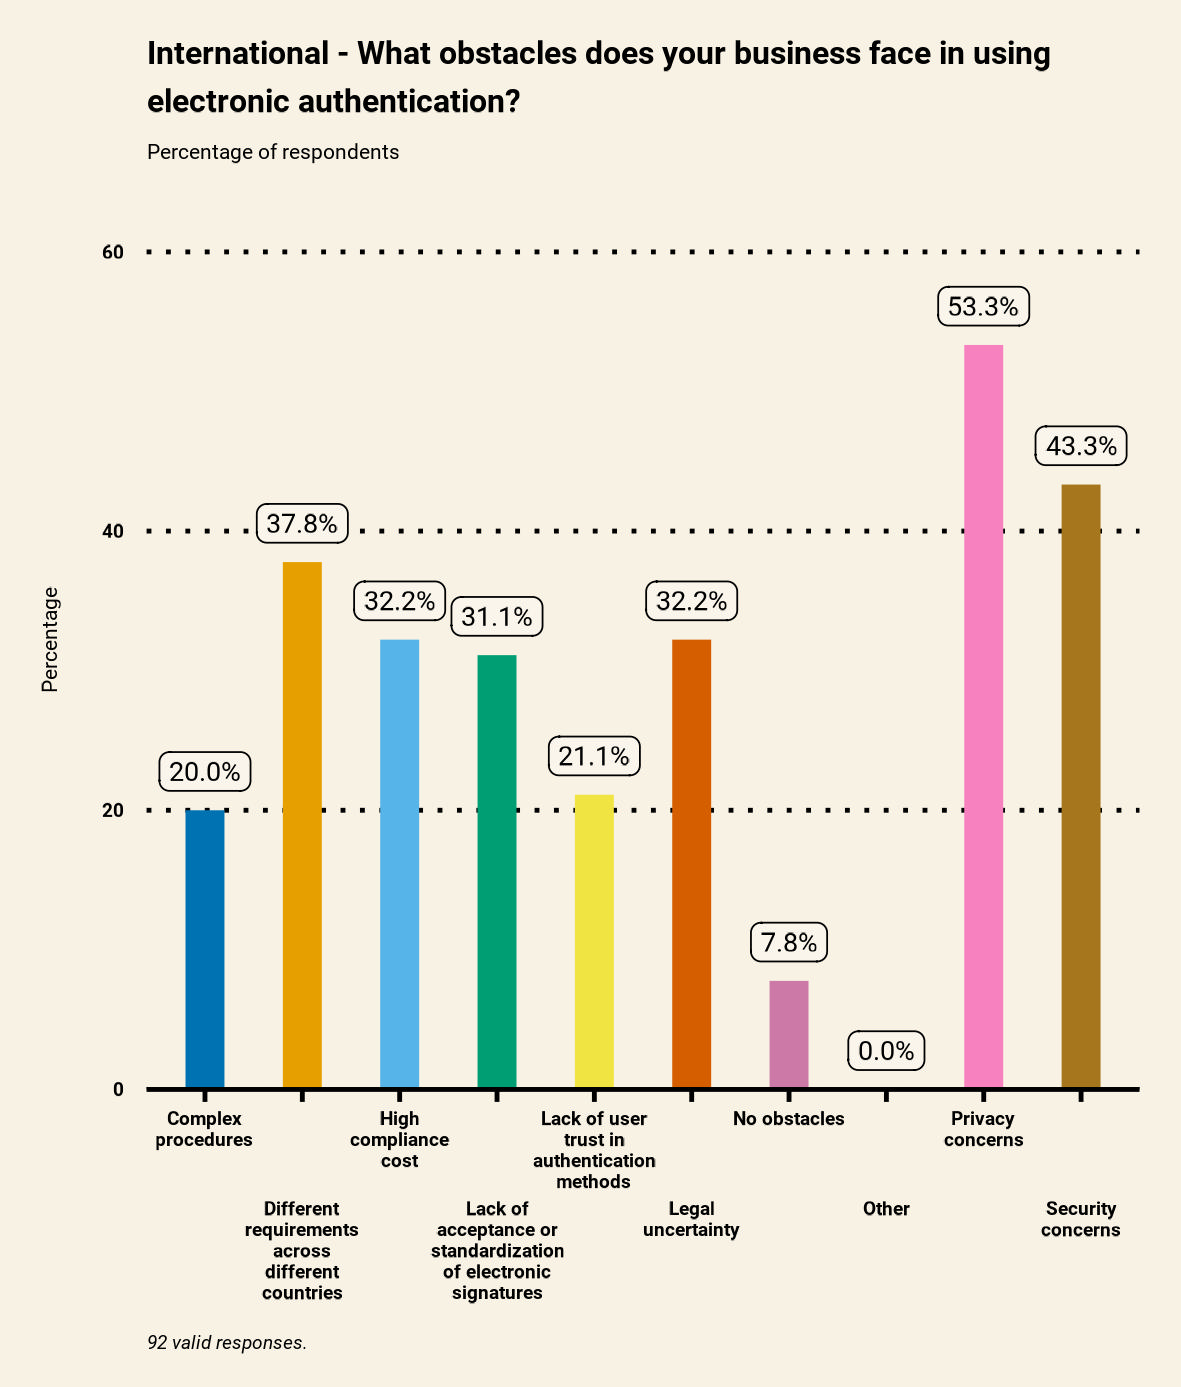 International - What obstacles does your business face in using
electronic authentication?
Percentage of respondents
Percentage
60
40
20
0
20.0%
37.8%
32.2%
31.1%
21.1%
32.2%
7.8%
0.0%
53.3%
43.3%
Complex
procedures
Different
requirements
across
different
countries
High
compliance
cost
Lack of
acceptance or
standardization
of electronic
signatures
Lack of user
trust in
authentication
methods
Legal
uncertainty
No obstacles
Other
Privacy
concerns
Security
concerns
92 valid responses.